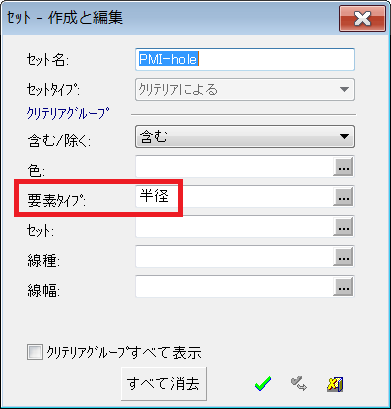 ｾｯﾄ - 作成と編集
セット名:
PMI-hole
セットﾀｲﾌﾟ:
ｸﾘﾃﾘｱによる
ｸﾘﾃﾘｱｸﾞﾙｰﾌﾟ
含む/除く:
含む
色:
...
要素ﾀｲﾌﾟ:
半径
...
セット:
...
線種:
...
線幅:
...
ｸﾘﾃﾘｱｸﾞﾙｰﾌﾟすべて表示
すべて消去